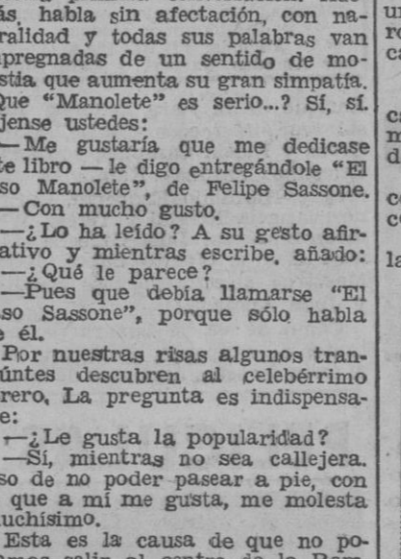 ás, habla sin afectación, con na-
ralidad y todas sus palabras van
pregnadas de un sentido de mo-
stia que aumenta su gran simpatía.
Que “Manolete” es serio...? Sí, sí.
jense ustedes:
—Me gustaría que me dedicase
te libro — le digo entregándole “El
so Manolete”, de Felipe Sassone.
—Con mucho gusto.
—¿Lo ha leído? A su gesto afir-
ativo y mientras escribe, añado:
—¿Qué le parece?
—Pues que debía llamarse “El
so Sassone”, porque sólo habla
e él.
Por nuestras risas algunos tran-
úntes descubren al celebérrimo
rero. La pregunta es indispensa-
e:
—¿Le gusta la popularidad?
—Sí, mientras no sea callejera.
so de no poder pasear a pie, con
que a mí me gusta, me molesta
uchísimo.
Esta es la causa de que no po-